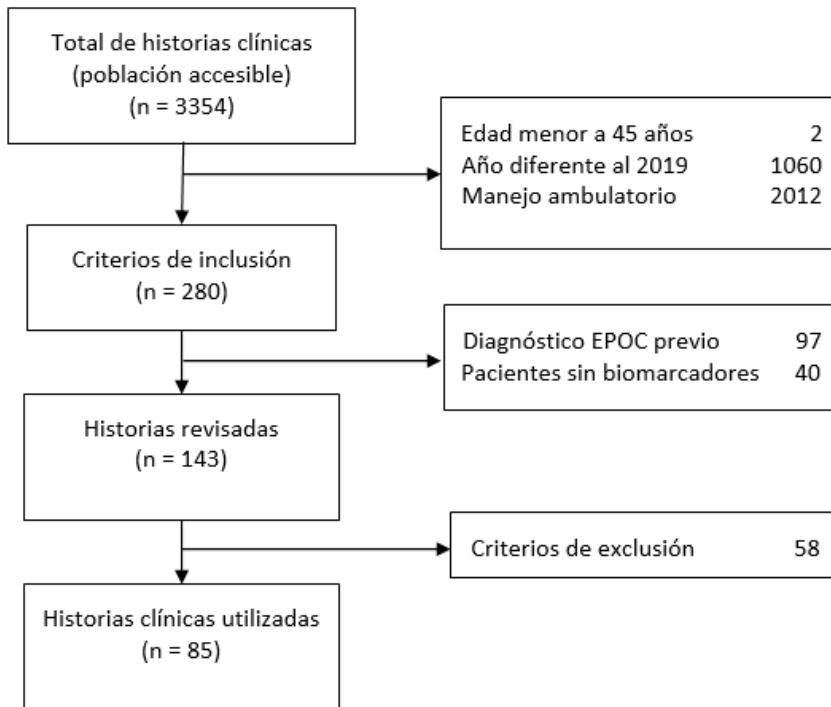 Total de historias clínicas
(población accesible)
(n = 3354)
Edad menor a 45 años 2
Año diferente al 2019 1060
Manejo ambulatorio 2012
Criterios de inclusión
(n = 280)
Diagnóstico EPOC previo 97
Pacientes sin biomarcadores 40
Historias revisadas
(n = 143)
Criterios de exclusión 58
Historias clínicas utilizadas
(n = 85)